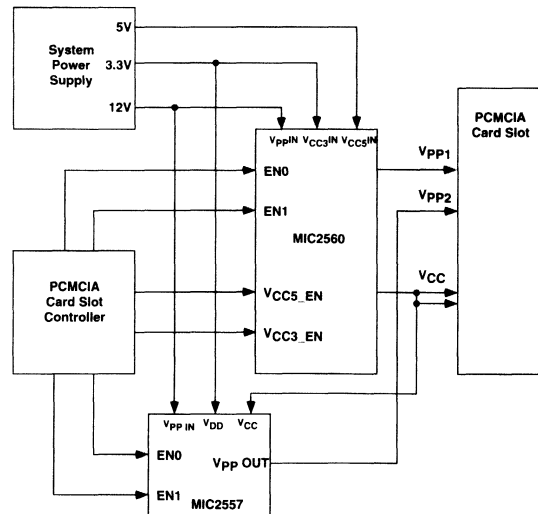 5V
System
Power
Supply
3.3V
12V
PCMCIA
Card Slot
VPPIN VCC3IN VCC5IN
EN0
EN1
MIC2560
VCC5_EN
VCC3_EN
VPP1
VPP2
VCC
PCMCIA
Card Slot
Controller
VPP IN VDD VCC
EN0
VPP OUT
EN1
MIC2557